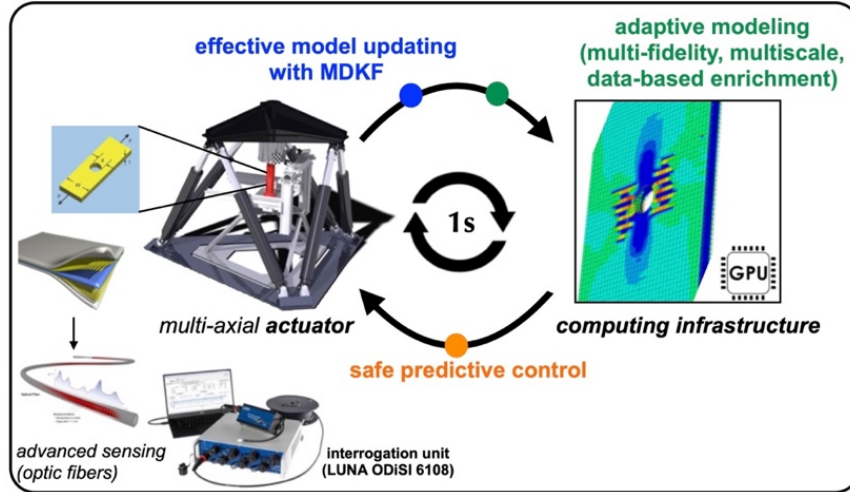 effective model updating
with MDKF
adaptive modeling
(multi-fidelity, multiscale,
data-based enrichment)
1s
GPU
multi-axial actuator
computing infrastructure
safe predictive control
advanced sensing
(optic fibers)
interrogation unit
(LUNA ODiSI 6108)